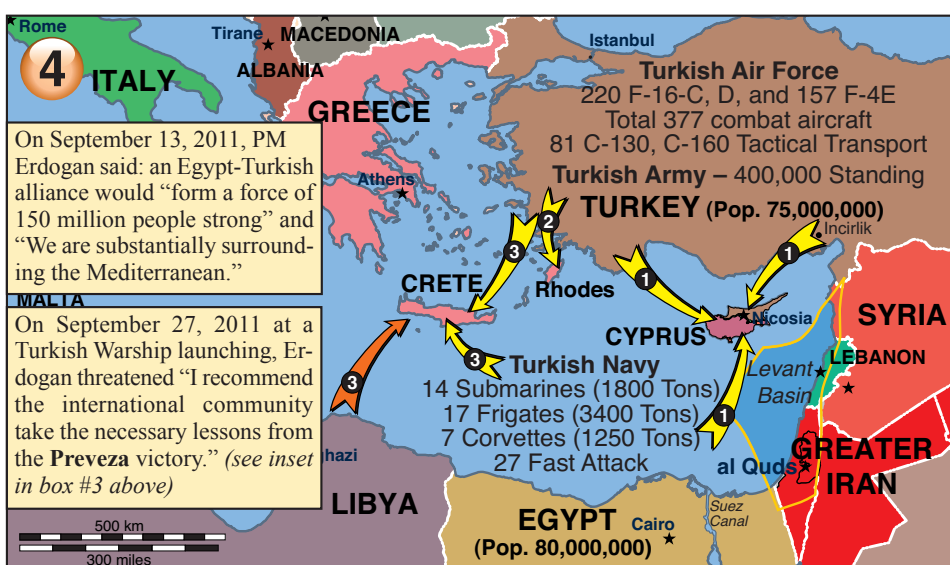 Rome
Tirane
MACEDONIA
Istanbul
4
ITALY
ALBANIA
GREECE
Turkish Air Force
220 F-16-C, D, and 157 F-4E
Total 377 combat aircraft
81 C-130, C-160 Tactical Transport
Turkish Army – 400,000 Standing
TURKEY (Pop. 75,000,000)
Incirlik
On September 13, 2011, PM
Erdogan said: an Egypt-Turkish
alliance would “form a force of
150 million people strong” and
“We are substantially surround-
ing the Mediterranean.”
Athens
2
3
1
1
CRETE
Rhodes
MALTA
CYPRUS
Nicosia
SYRIA
On September 27, 2011 at a
Turkish Warship launching, Er-
dogan threatened “I recommend
the international community
take the necessary lessons from
the Preveza victory.” (see inset
in box #3 above)
3
3
1
Turkish Navy
14 Submarines (1800 Tons)
17 Frigates (3400 Tons)
7 Corvettes (1250 Tons)
27 Fast Attack
Levant
Basin
LEBANON
GREATER
IRAN
al Quds
ghazi
LIBYA
EGYPT
(Pop. 80,000,000)
Cairo
Suez
Canal
500 km
300 miles